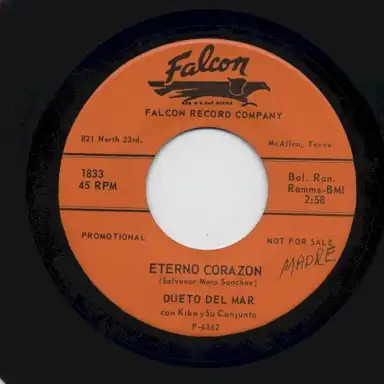 Falcon
FALCON RECORD COMPANY
821 North 23rd.
McAllen, Texas
1833
45 RPM
Bol. Ran.
Ramms-BMI
2:58
PROMOTIONAL
NOT FOR SALE
MADRE
ETERNO CORAZON
(Salvador Mora Sanchez)
DUETO DEL MAR
con Kiko y Su Conjunto
F-6362